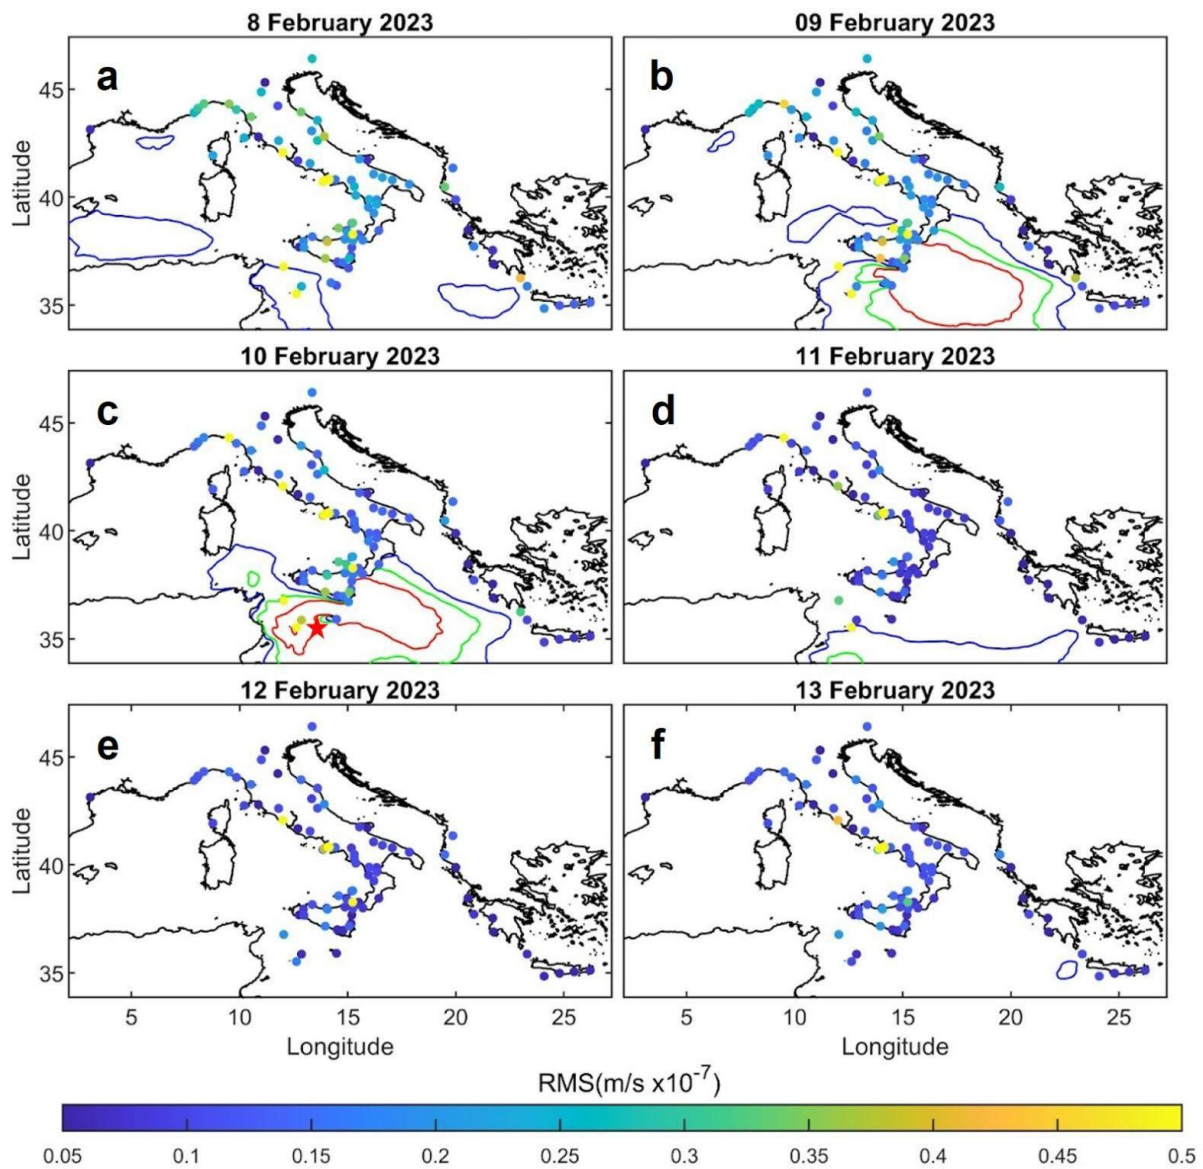 8 February 2023
09 February 2023
a
b
45
40
35
Latitude
10 February 2023
11 February 2023
c
d
45
40
35
Latitude
12 February 2023
13 February 2023
e
f
45
40
35
Latitude
5 10 15 20 25
5 10 15 20 25
Longitude
Longitude
RMS(m/s x10⁻⁷)
0.05 0.1 0.15 0.2 0.25 0.3 0.35 0.4 0.45 0.5